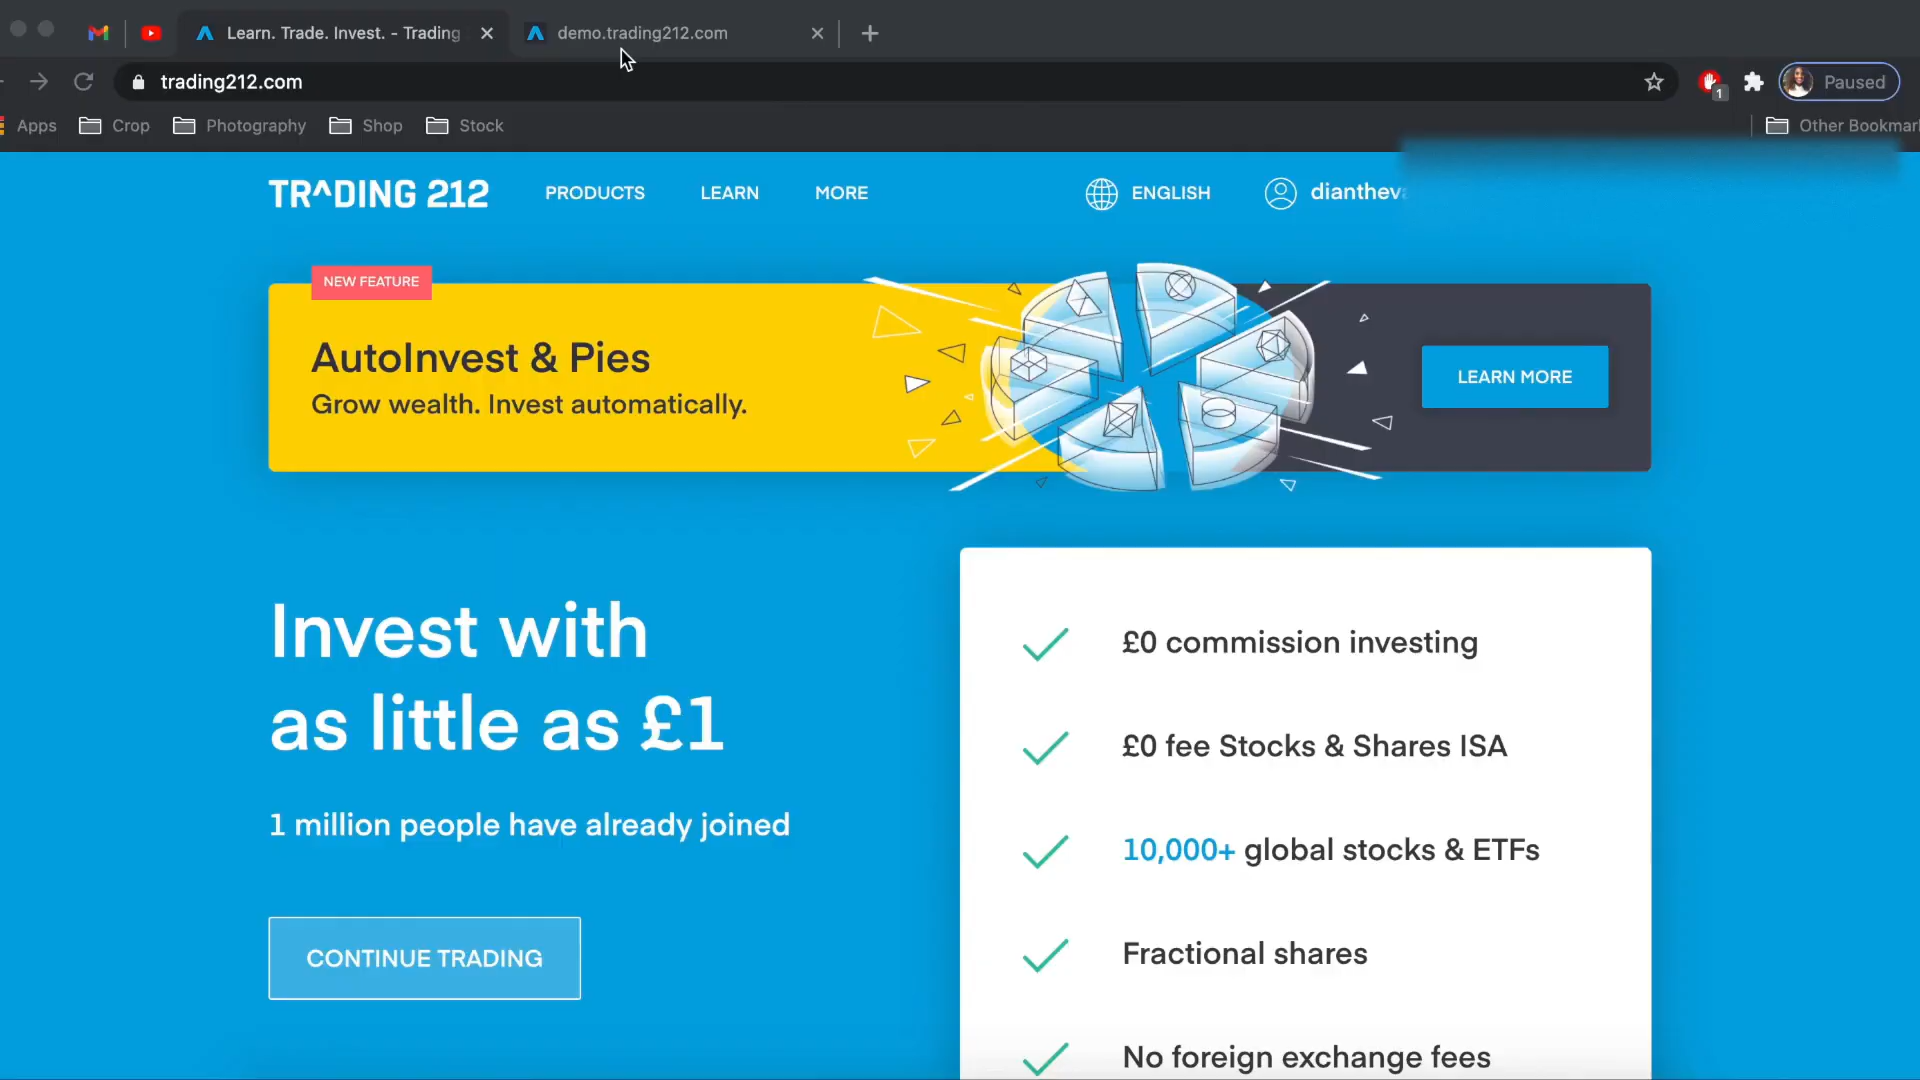 Learn. Trade. Invest. - Trading
demo.trading212.com
trading212.com
1
Paused
Apps
Crop
Photography
Shop
Stock
Other Bookmar
TRADING 212
PRODUCTS
LEARN
MORE
ENGLISH
NEW FEATURE
AutoInvest & Pies
Grow wealth. Invest automatically.
LEARN MORE
Invest with
as little as £1
1 million people have already joined
CONTINUE TRADING
£0 commission investing
£0 fee Stocks & Shares ISA
10,000+ global stocks & ETFs
Fractional shares
No foreign exchange fees